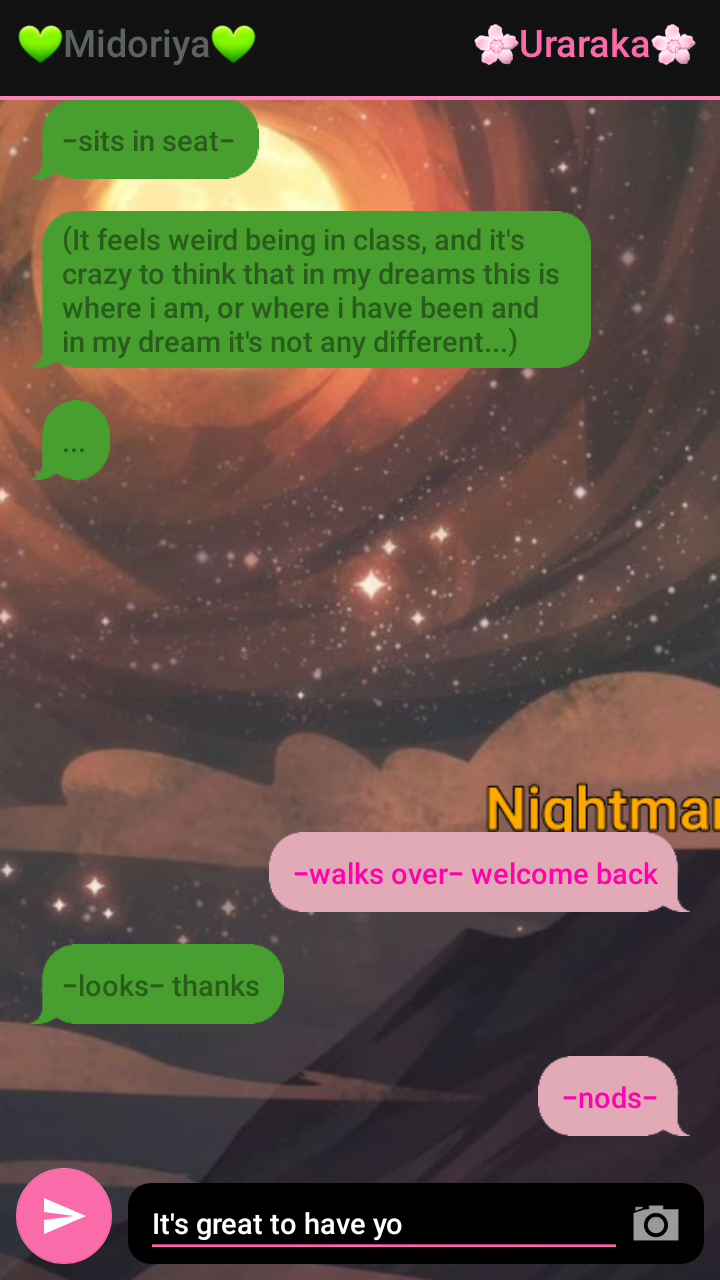 💚Midoriya💚
🌸Uraraka🌸
-sits in seat-
(It feels weird being in class, and it's
crazy to think that in my dreams this is
where i am, or where i have been and
in my dream it's not any different...)
...
Nightmar
-walks over- welcome back
-looks- thanks
-nods-
It's great to have yo